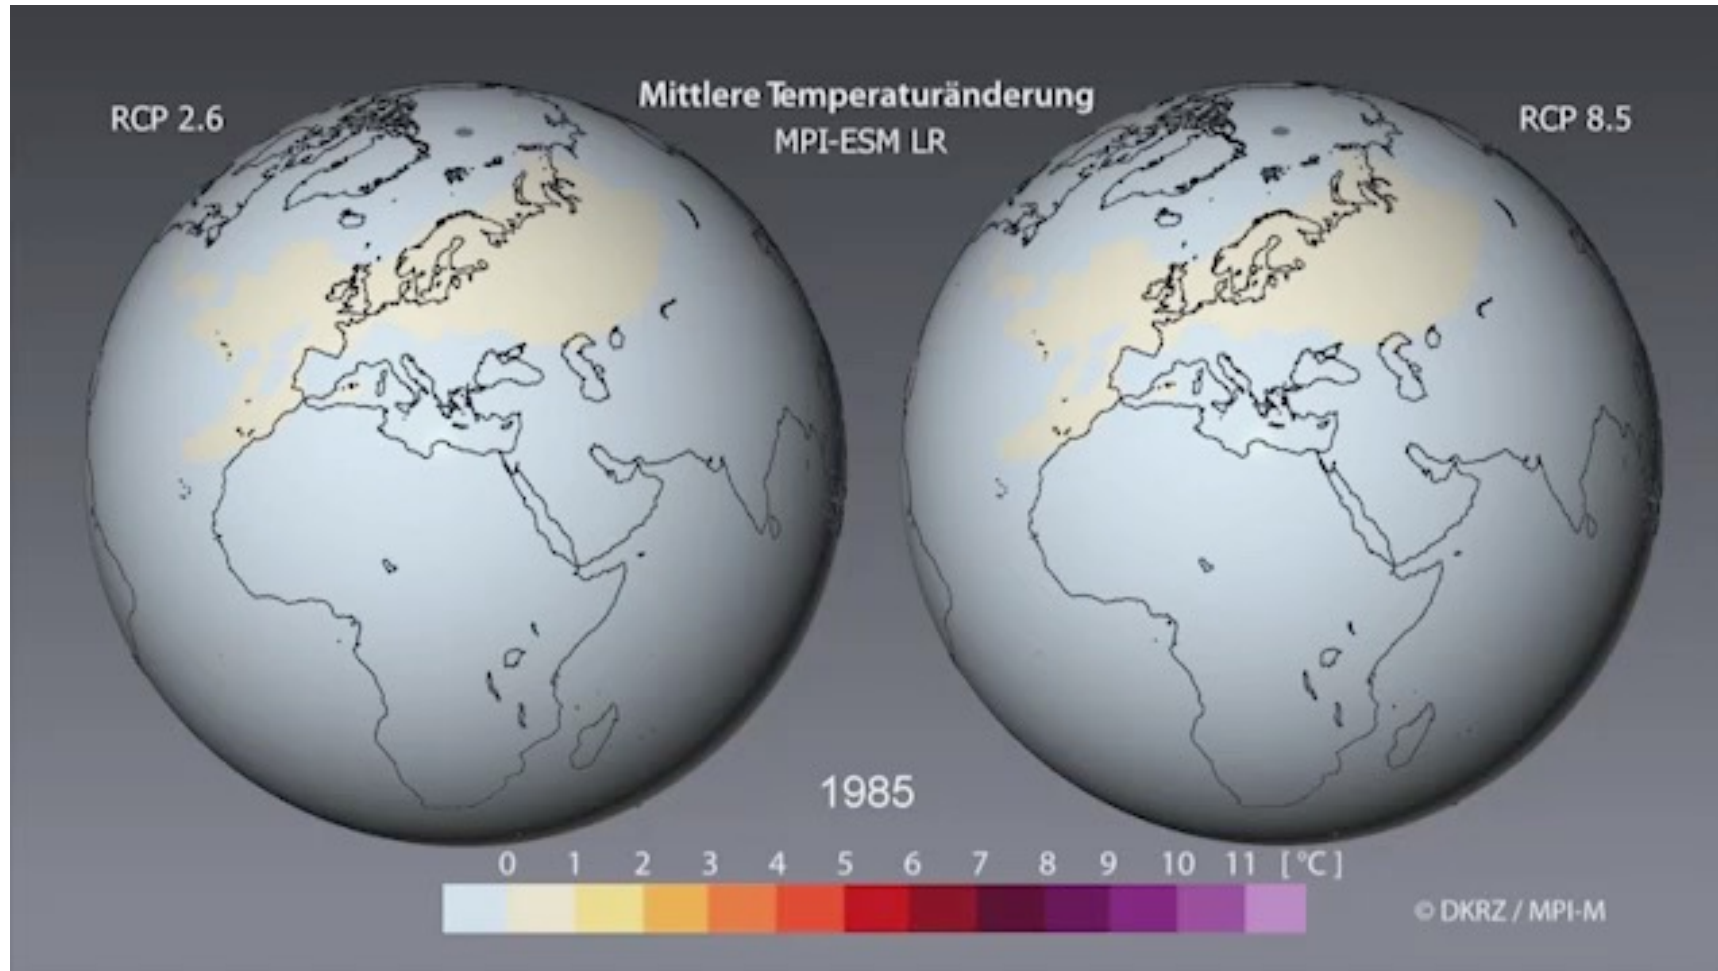 RCP 2.6
Mittlere Temperaturänderung
MPI-ESM LR
RCP 8.5
1985
0 1 2 3 4 5 6 7 8 9 10 11 [ °C ]
© DKRZ / MPI-M